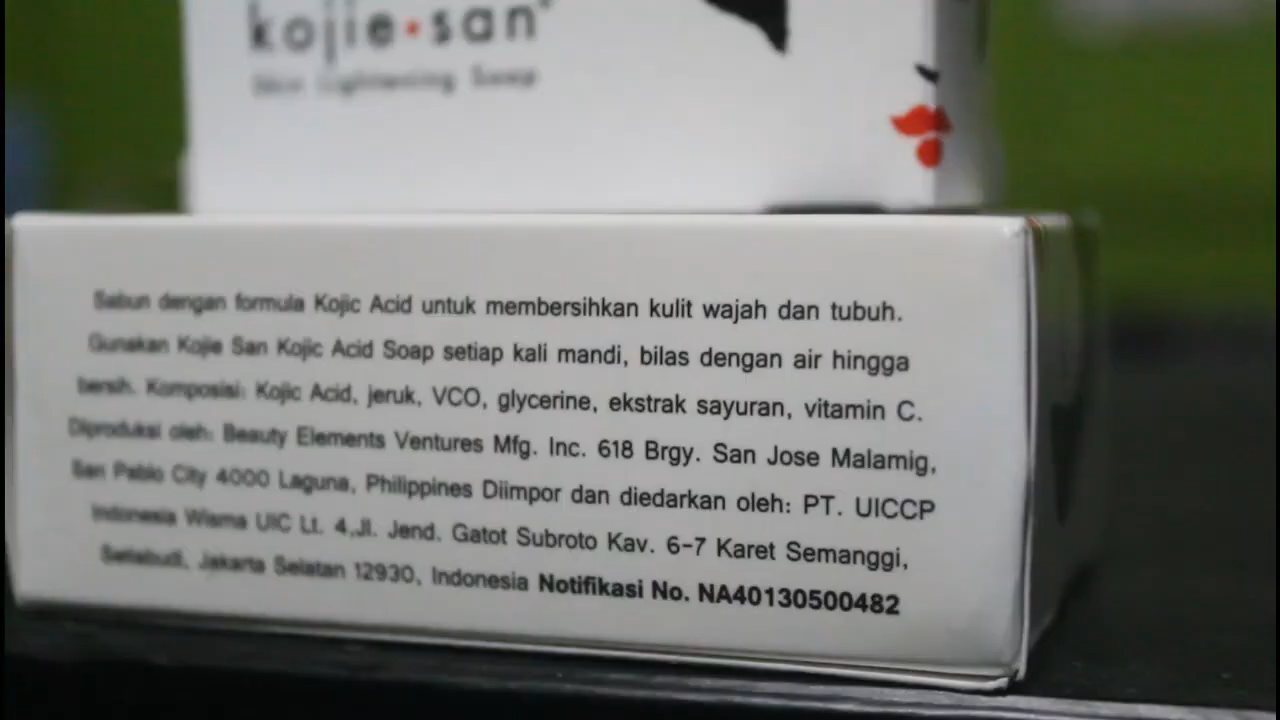 kojie•san®
Skin Lightening Soap
Sabun dengan formula Kojic Acid untuk membersihkan kulit wajah dan tubuh.
Gunakan Kojie San Kojic Acid Soap setiap kali mandi, bilas dengan air hingga
bersih. Komposisi: Kojic Acid, jeruk, VCO, glycerine, ekstrak sayuran, vitamin C.
Diproduksi oleh: Beauty Elements Ventures Mfg. Inc. 618 Brgy. San Jose Malamig,
San Pablo City 4000 Laguna, Philippines Diimpor dan diedarkan oleh: PT. UICCP
Indonesia Wisma UIC Lt. 4,Jl. Jend. Gatot Subroto Kav. 6-7 Karet Semanggi,
Setiabudi, Jakarta Selatan 12930, Indonesia Notifikasi No. NA40130500482